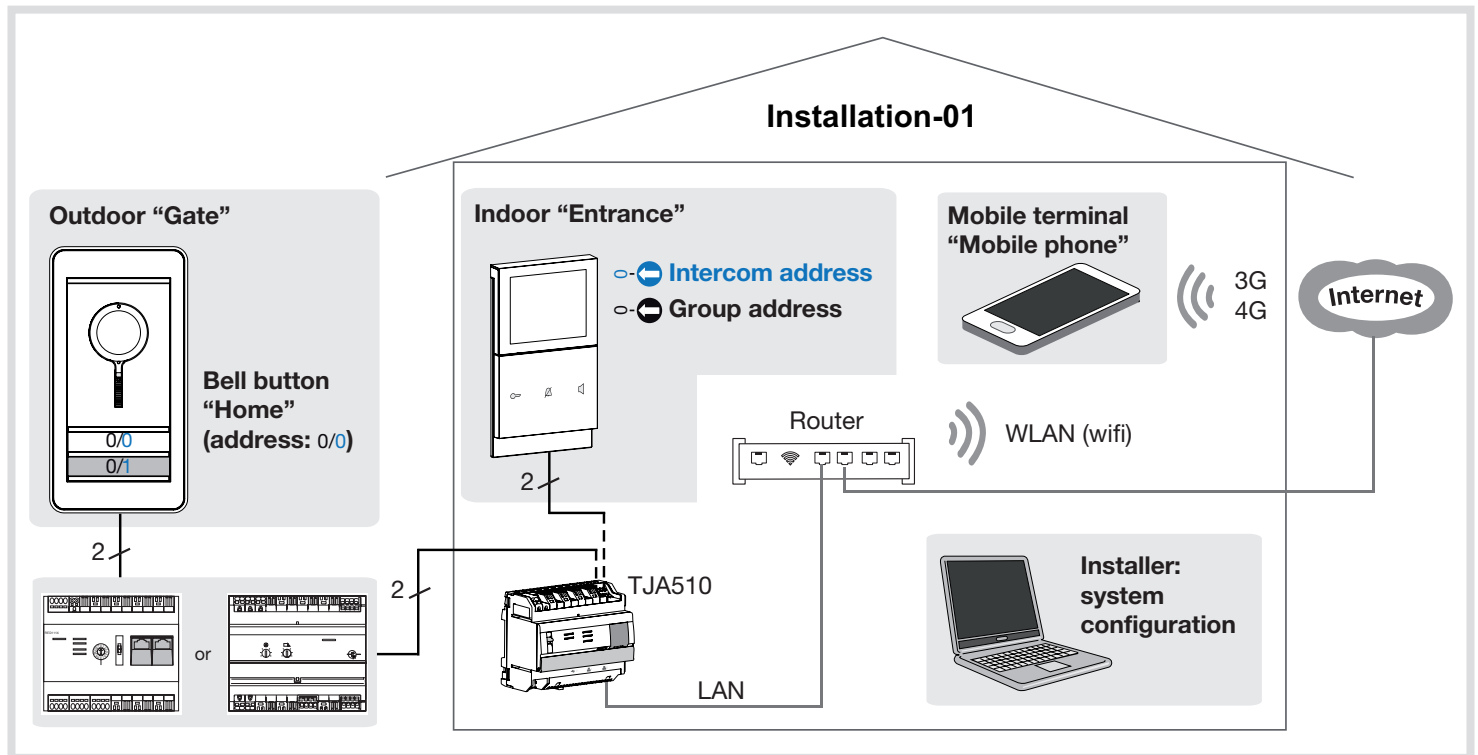 Installation-01
Outdoor “Gate”
Bell button
“Home”
(address: 0/0)
0/0
0/1
2
or
2
Indoor “Entrance”
Intercom address
Group address
2
TJA510
LAN
Mobile terminal
“Mobile phone”
3G
4G
Internet
Router
WLAN (wifi)
Installer:
system
configuration